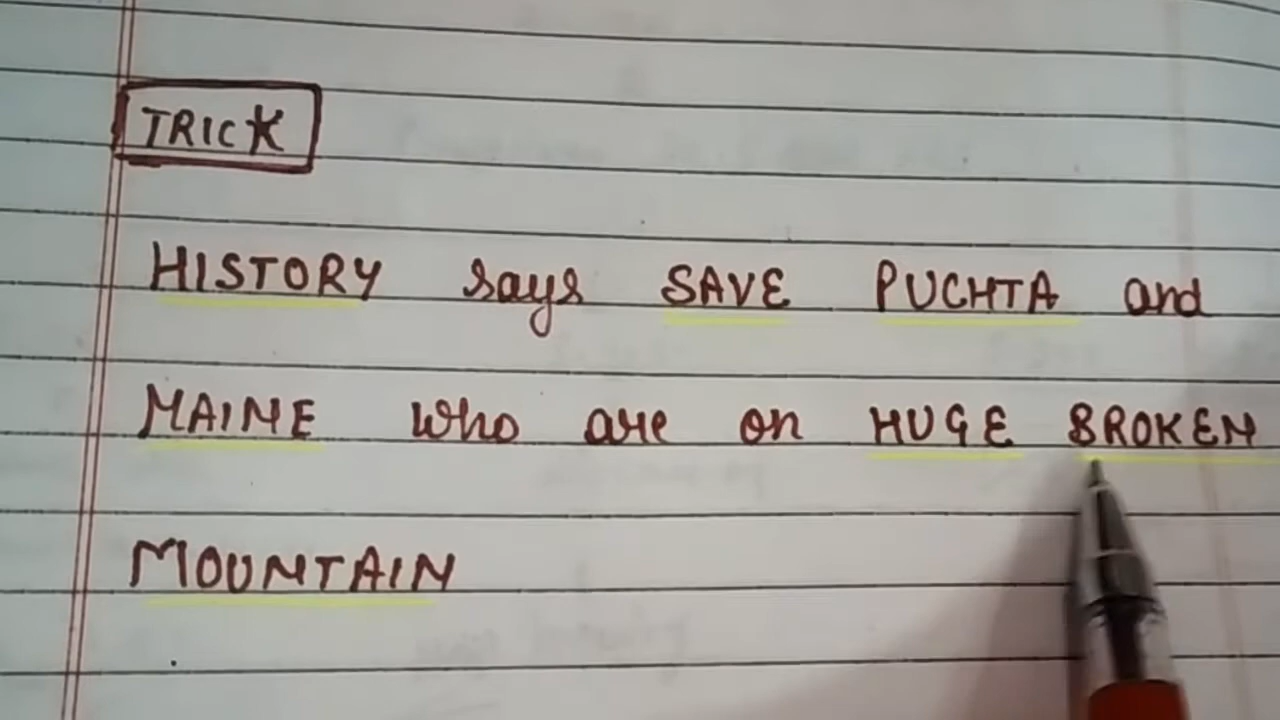 TRICK
HISTORY says SAVE PUCHTA and
MAINE who are on HUGE BROKEN
MOUNTAIN